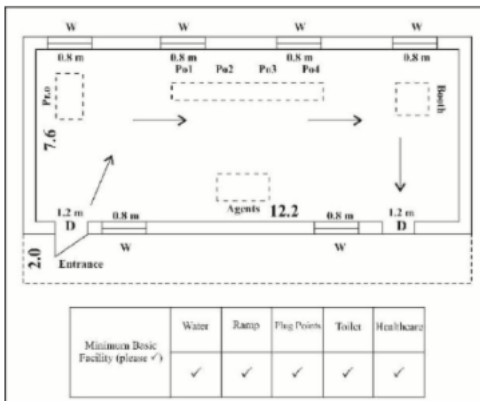 W W W W
0.8 m 0.8 m 0.8 m 0.8 m
Po1 Po2 Po3 Po4
Pr.o
Booth
7.6
1.2 m 0.8 m Agents 12.2 0.8 m 1.2 m
D D
W W
2.0
Entrance
Minimum Basic Facility (please ✓) Water Ramp Plug Points Toilet Healthcare
✓ ✓ ✓ ✓ ✓